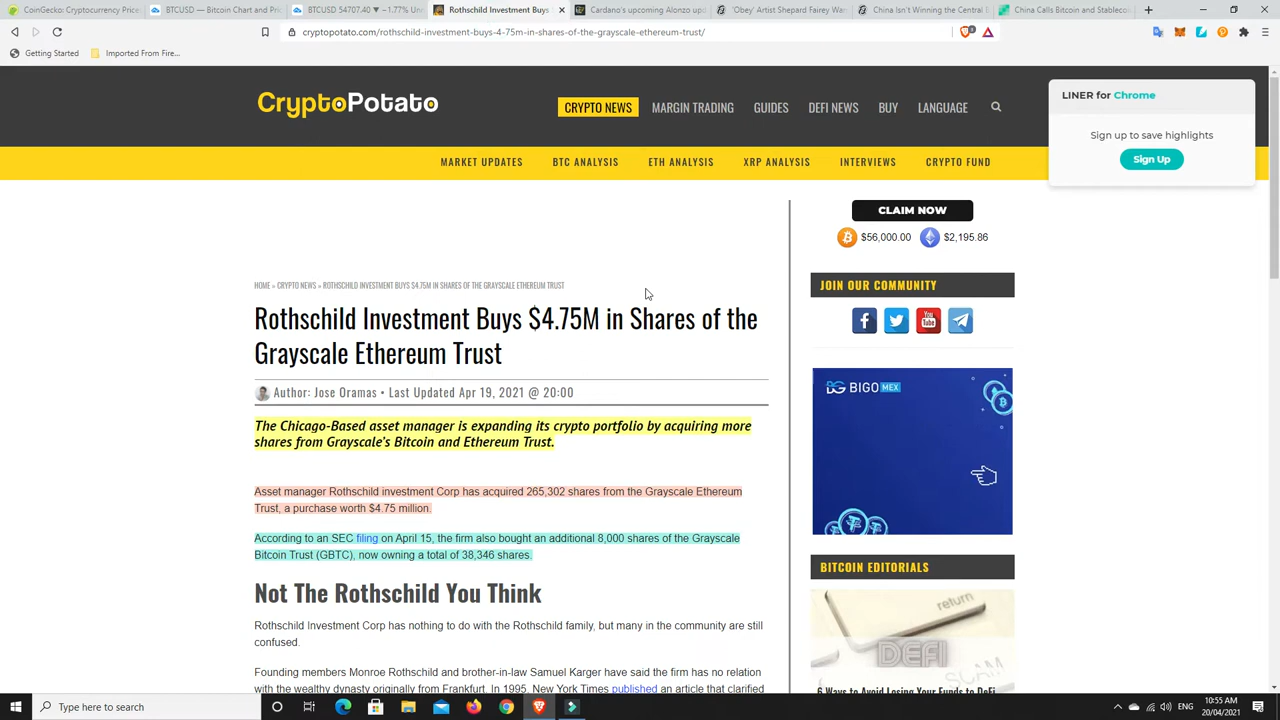 CoinGecko: Cryptocurrency Price
BTCUSD — Bitcoin Chart and Pri
BTCUSD 54707.40 ▼ −1.77% Un
Rothschild Investment Buys
Cardano's upcoming Alonzo up
'Obey' Artist Shepard Fairey War
China Isn't Winning the Central B
China Calls Bitcoin and Stableco
cryptopotato.com/rothschild-investment-buys-4-75m-in-shares-of-the-grayscale-ethereum-trust/
Getting Started
Imported From Fire...
CryptoPotato
CRYPTO NEWS
MARGIN TRADING
GUIDES
DEFI NEWS
BUY
LANGUAGE
LINER for Chrome
Sign up to save highlights
Sign Up
MARKET UPDATES
BTC ANALYSIS
ETH ANALYSIS
XRP ANALYSIS
INTERVIEWS
CRYPTO FUND
CLAIM NOW
$56,000.00
$2,195.86
HOME » CRYPTO NEWS » ROTHSCHILD INVESTMENT BUYS $4.75M IN SHARES OF THE GRAYSCALE ETHEREUM TRUST
Rothschild Investment Buys $4.75M in Shares of the
Grayscale Ethereum Trust
Author: Jose Oramas • Last Updated Apr 19, 2021 @ 20:00
The Chicago-Based asset manager is expanding its crypto portfolio by acquiring more
shares from Grayscale's Bitcoin and Ethereum Trust.
Asset manager Rothschild investment Corp has acquired 265,302 shares from the Grayscale Ethereum
Trust, a purchase worth $4.75 million.
According to an SEC filing on April 15, the firm also bought an additional 8,000 shares of the Grayscale
Bitcoin Trust (GBTC), now owning a total of 38,346 shares.
Not The Rothschild You Think
Rothschild Investment Corp has nothing to do with the Rothschild family, but many in the community are still
confused.
Founding members Monroe Rothschild and brother-in-law Samuel Karger have said the firm has no relation
with the wealthy dynasty originally from Frankfurt. In 1995, New York Times published an article that clarified
JOIN OUR COMMUNITY
You
Tube
BIGOMEX
BITCOIN EDITORIALS
return
DEFI
SCAM
6 Ways to Avoid Losing Your Funds to DeFi
Type here to search
ENG
10:55 AM
20/04/2021